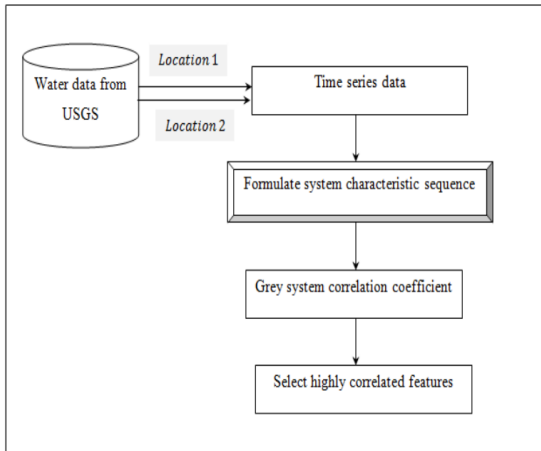 Location 1
Water data from
USGS
Time series data
Location 2
Formulate system characteristic sequence
Grey system correlation coefficient
Select highly correlated features